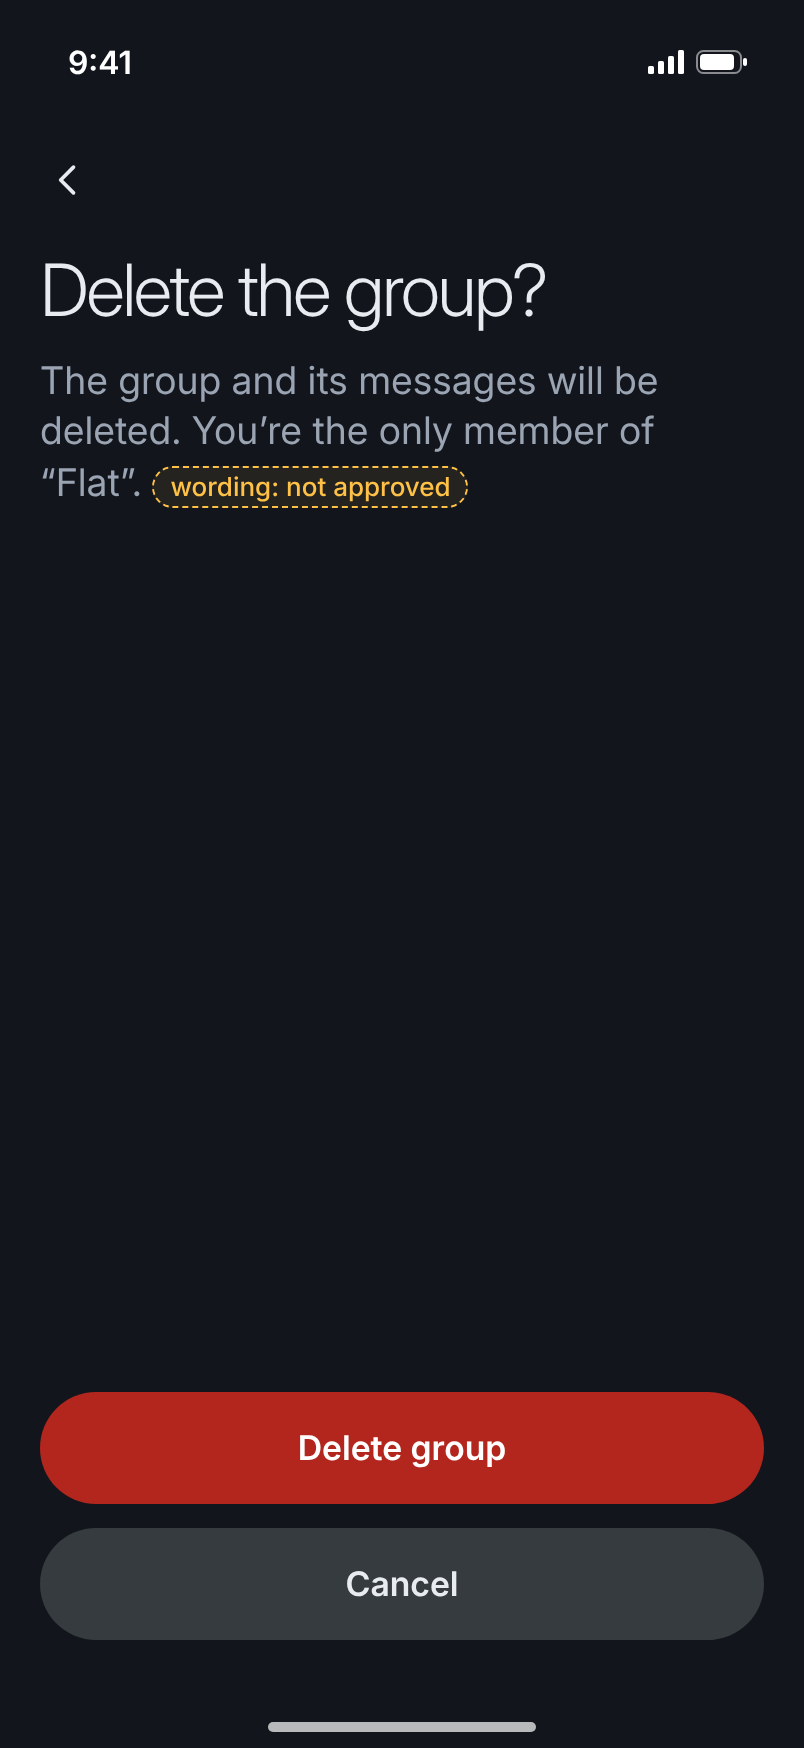 9:41
Delete the group?
The group and its messages will be
deleted. You’re the only member of
“Flat”. wording: not approved
Delete group
Cancel